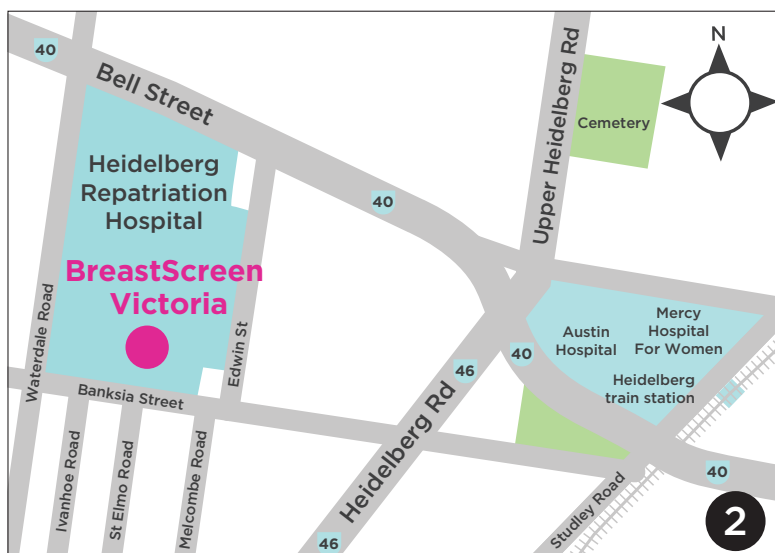 N
40
Bell Street
Upper Heidelberg Rd
Cemetery
Heidelberg
Repatriation
Hospital
40
BreastScreen
Victoria
Waterdale Road
Edwin St
Austin
Hospital
Mercy
Hospital
For Women
40
46
Heidelberg
train station
Banksia Street
Heidelberg Rd
Ivanhoe Road
St Elmo Road
Melcombe Road
Studley Road
40
46
2